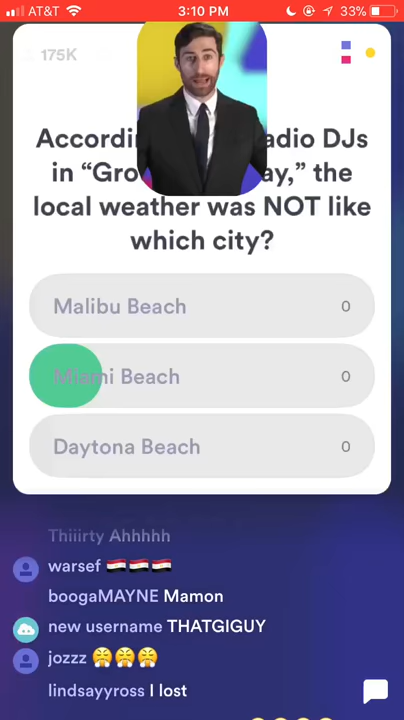 AT&T 3:10 PM 33%
175K
Accordi adio DJs
in “Gro ay,” the
local weather was NOT like
which city?
Malibu Beach 0
Miami Beach 0
Daytona Beach 0
Thiiirty Ahhhhh
warsef 🇾🇪🇾🇪🇾🇪
boogaMAYNE Mamon
new username THATGIGUY
jozzz 😤😤😤
lindsayyross I lost